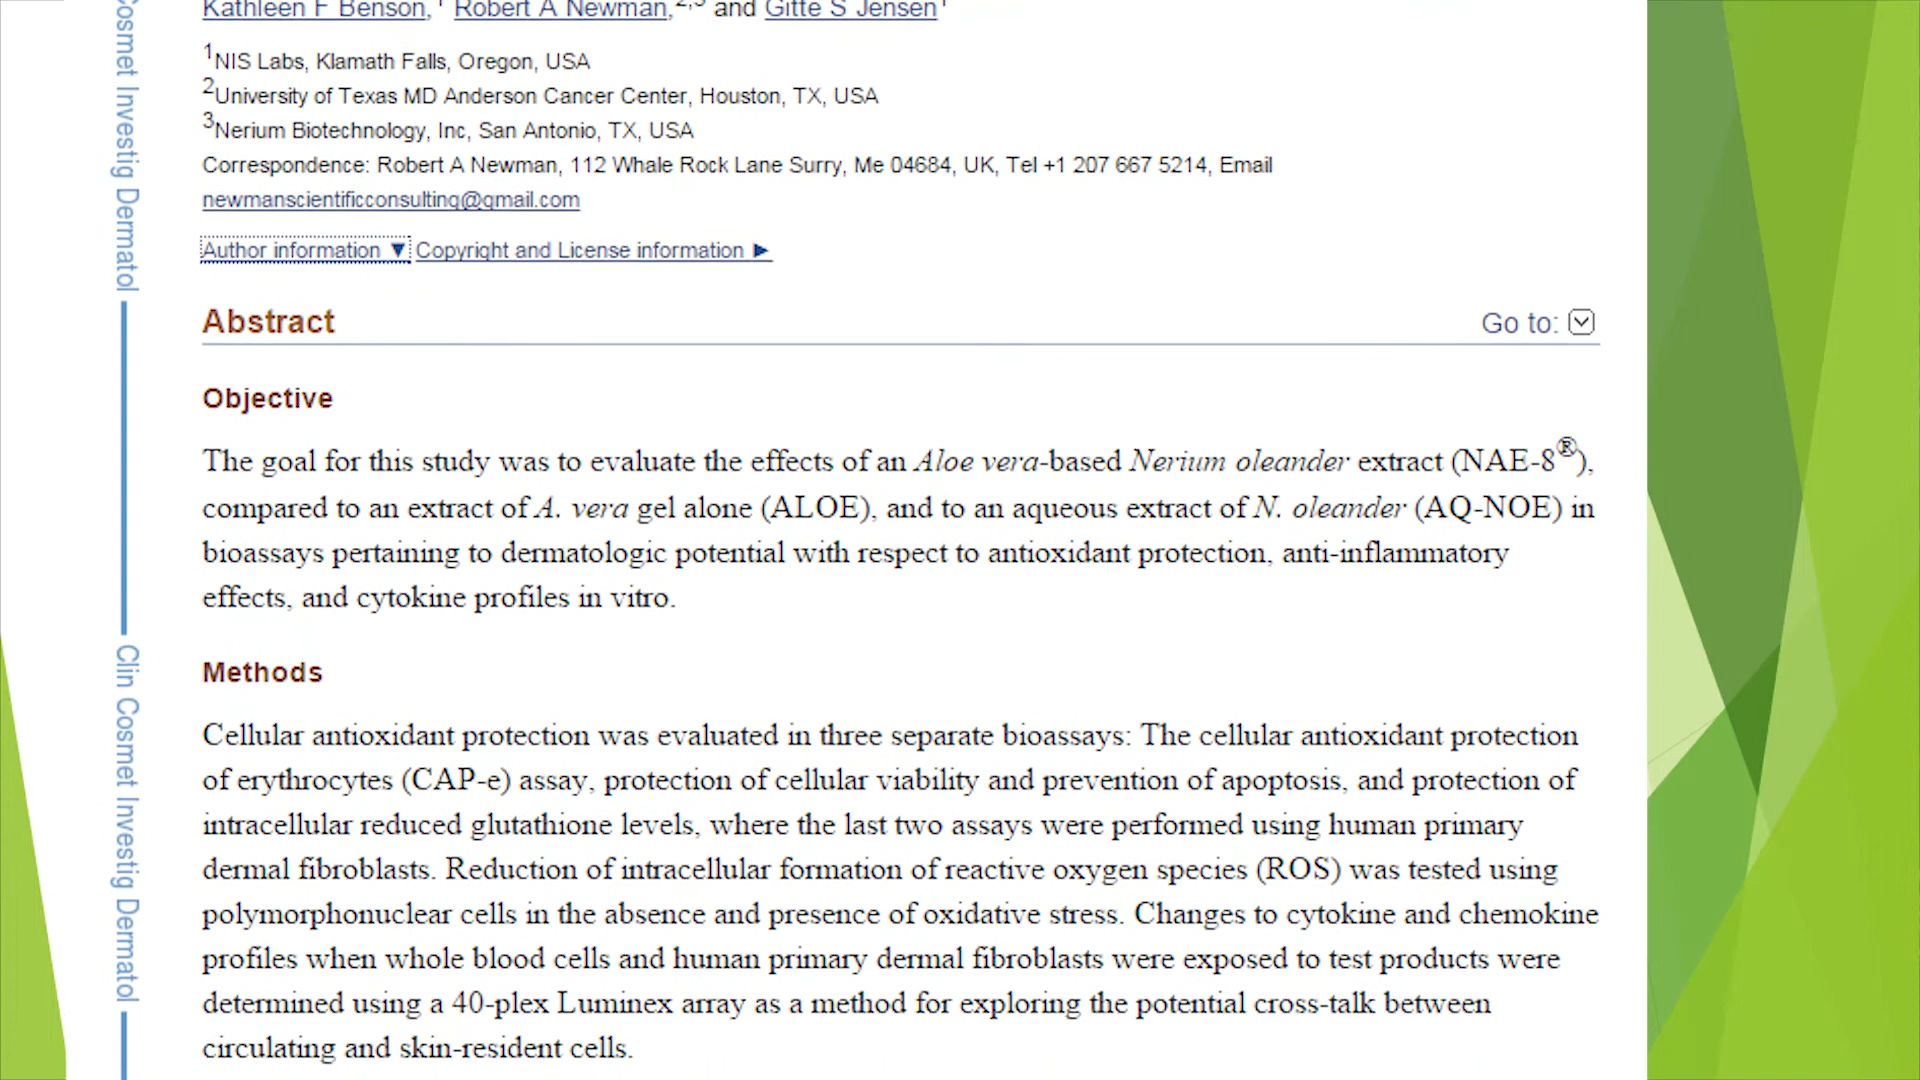 Kathleen F Benson,1 Robert A Newman,2,3 and Gitte S Jensen1
1NIS Labs, Klamath Falls, Oregon, USA
2University of Texas MD Anderson Cancer Center, Houston, TX, USA
3Nerium Biotechnology, Inc, San Antonio, TX, USA
Correspondence: Robert A Newman, 112 Whale Rock Lane Surry, Me 04684, UK, Tel +1 207 667 5214, Email
newmanscientificconsulting@gmail.com
Author information ▼ Copyright and License information ►
Abstract
Go to:
Objective
The goal for this study was to evaluate the effects of an Aloe vera-based Nerium oleander extract (NAE-8®),
compared to an extract of A. vera gel alone (ALOE), and to an aqueous extract of N. oleander (AQ-NOE) in
bioassays pertaining to dermatologic potential with respect to antioxidant protection, anti-inflammatory
effects, and cytokine profiles in vitro.
Methods
Cellular antioxidant protection was evaluated in three separate bioassays: The cellular antioxidant protection
of erythrocytes (CAP-e) assay, protection of cellular viability and prevention of apoptosis, and protection of
intracellular reduced glutathione levels, where the last two assays were performed using human primary
dermal fibroblasts. Reduction of intracellular formation of reactive oxygen species (ROS) was tested using
polymorphonuclear cells in the absence and presence of oxidative stress. Changes to cytokine and chemokine
profiles when whole blood cells and human primary dermal fibroblasts were exposed to test products were
determined using a 40-plex Luminex array as a method for exploring the potential cross-talk between
circulating and skin-resident cells.
Cosmet Investig Dermatol
Clin Cosmet Investig Dermatol